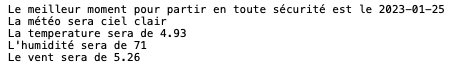 Le meilleur moment pour partir en toute sécurité est le 2023-01-25
La météo sera ciel clair
La temperature sera de 4.93
L'humidité sera de 71
Le vent sera de 5.26